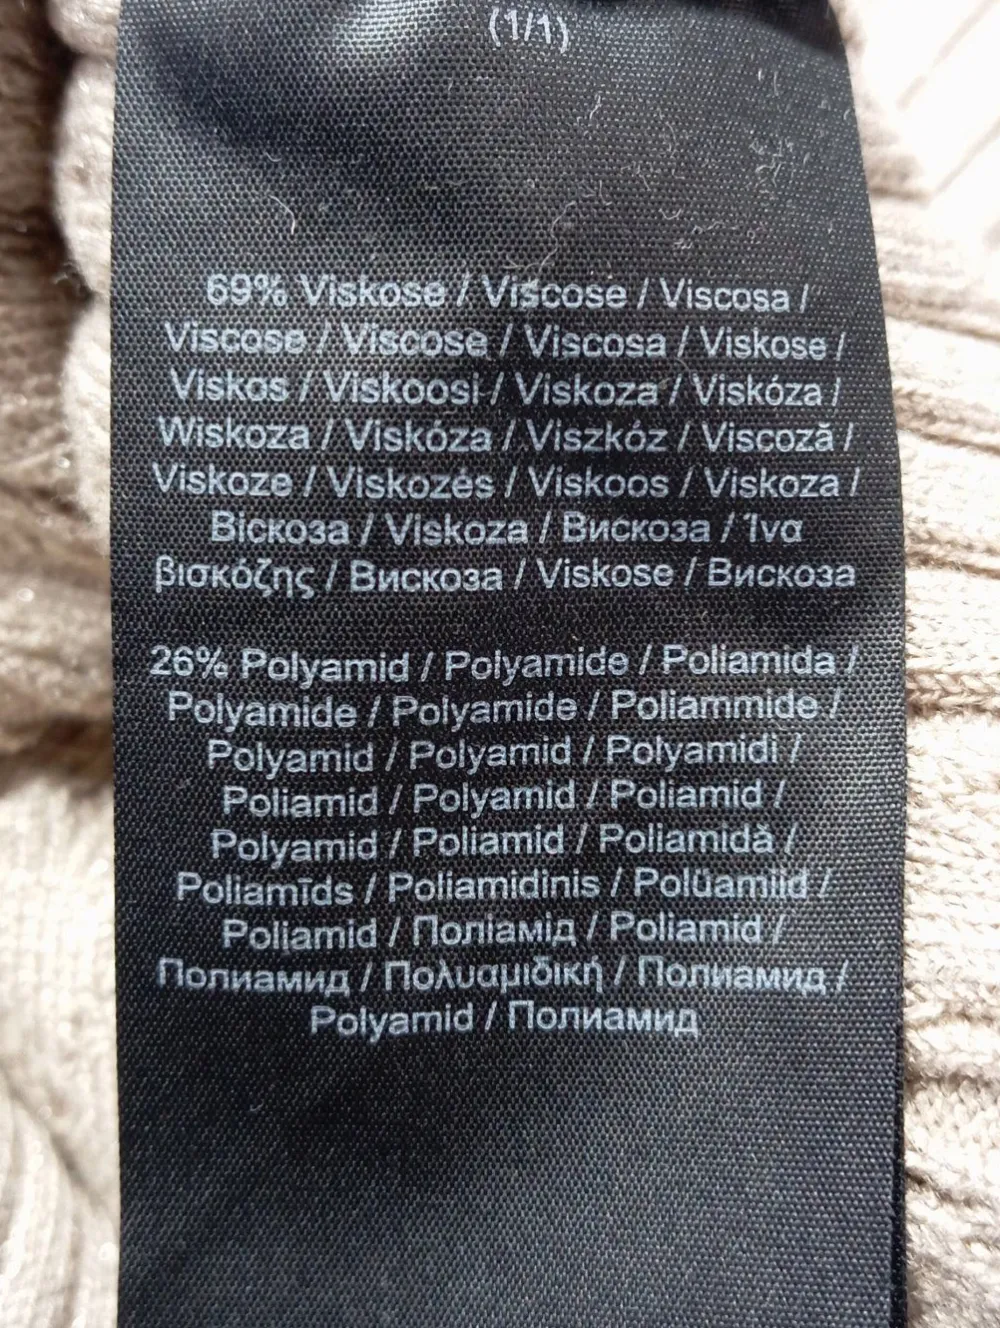 (1/1)
69% Viskose / Viscose / Viscosa /
Viscose / Viscose / Viscosa / Viskose /
Viskos / Viskoosi / Viskoza / Viskóza /
Wiskoza / Viskóza / Viszkóz / Viscoză /
Viskoze / Viskozės / Viskoos / Viskoza /
Віскоза / Viskoza / Вискоза / Ίνα
βισκόζης / Вискоза / Viskose / Вискоза
26% Polyamid / Polyamide / Poliamida /
Polyamide / Polyamide / Poliammide /
Polyamid / Polyamid / Polyamidi /
Poliamid / Polyamid / Poliamid /
Polyamid / Poliamid / Poliamidă /
Poliamīds / Poliamidinis / Polüamiid /
Poliamid / Поліамід / Poliamid /
Полиамид / Πολυαμιδική / Полиамид /
Polyamid / Полиамид